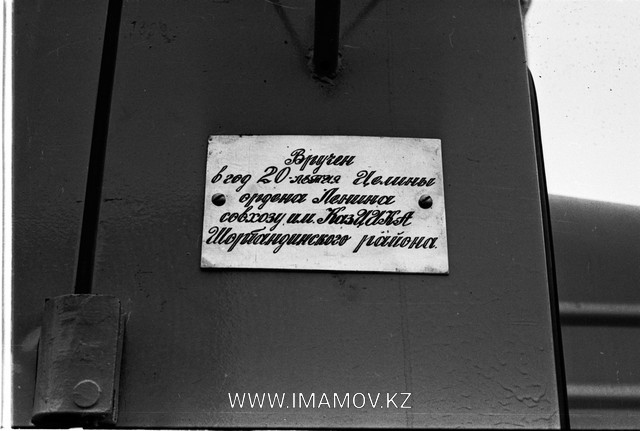 Вручен
в год 20-летия Целины
ордена Ленина
совхозу им. КазЦИКА
Шортандинского района.
WWW.IMAMOV.KZ